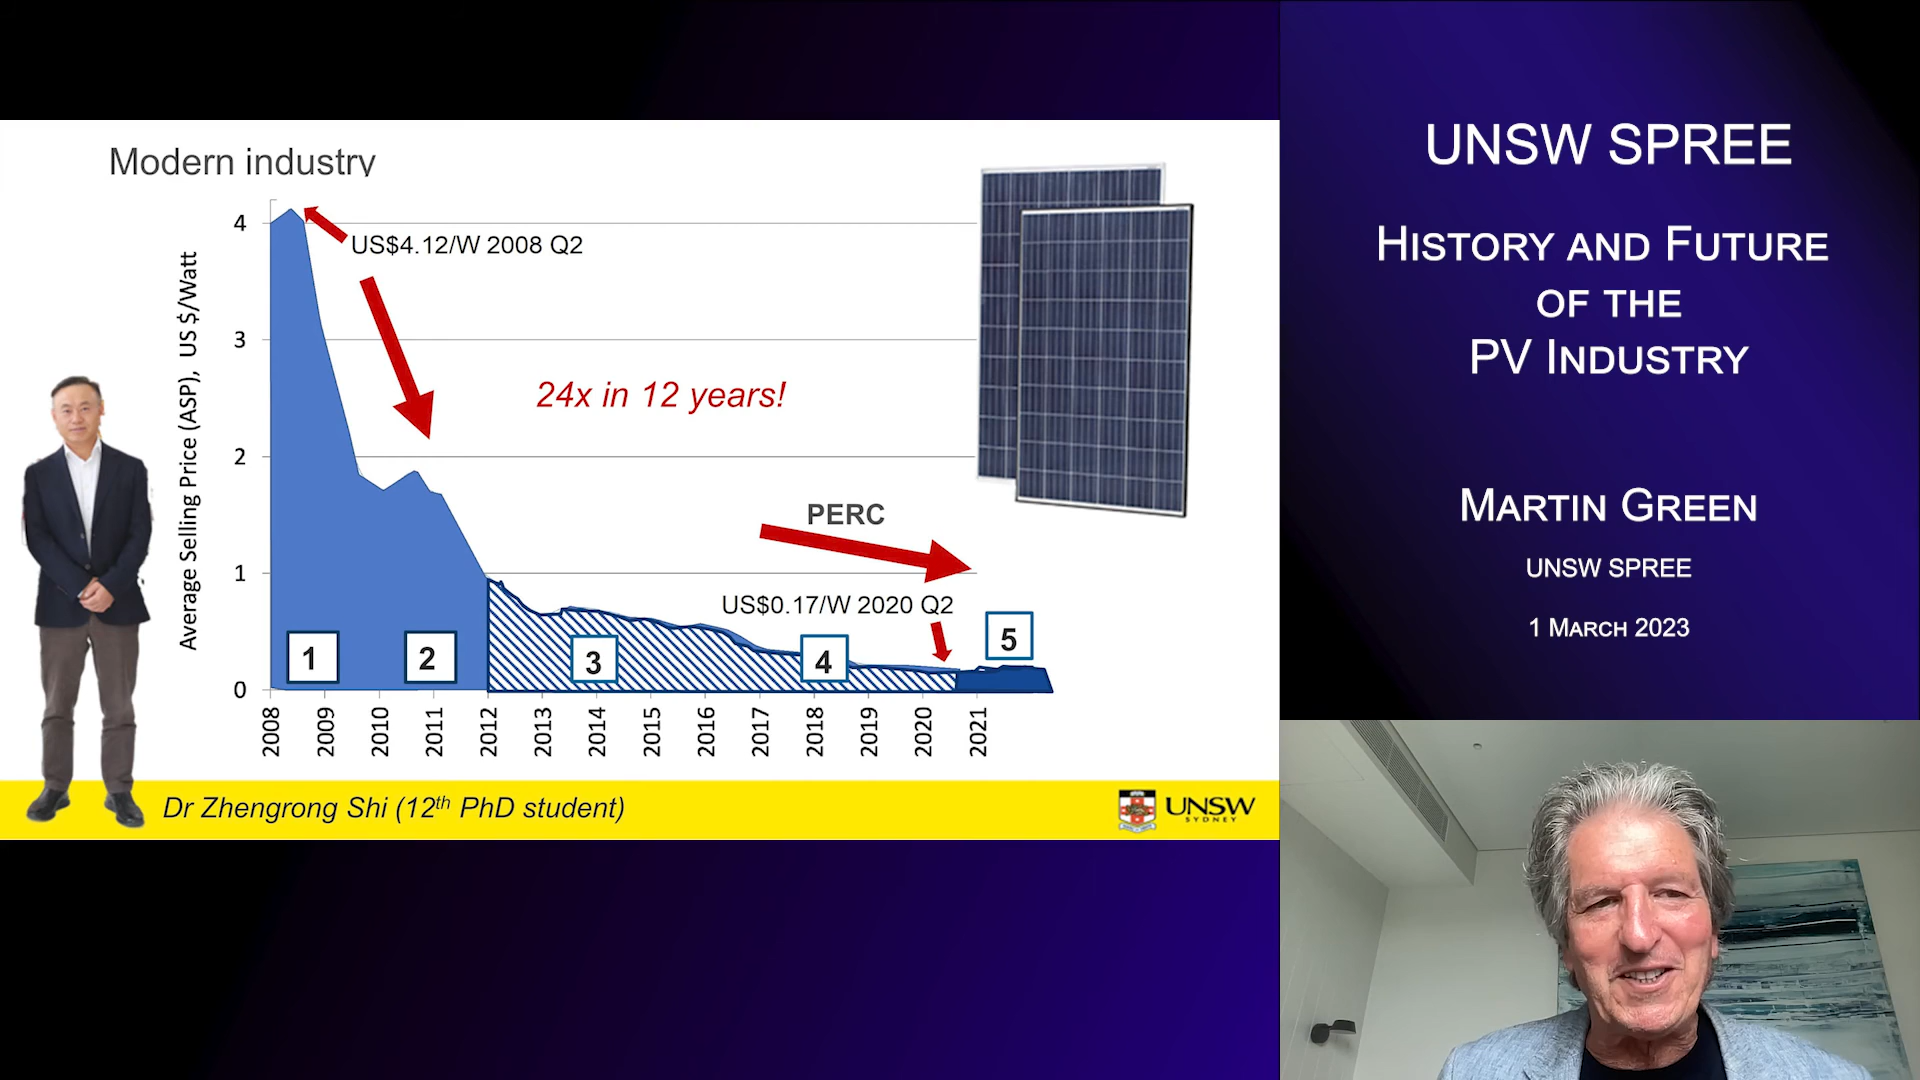 Modern industry
Average Selling Price (ASP), US $/Watt
4
3
2
1
0
US$4.12/W 2008 Q2
24x in 12 years!
PERC
US$0.17/W 2020 Q2
1
2
3
4
5
2008
2009
2010
2011
2012
2013
2014
2015
2016
2017
2018
2019
2020
2021
Dr Zhengrong Shi (12th PhD student)
UNSW
SYDNEY
UNSW SPREE
History and Future
of the
PV Industry
Martin Green
UNSW SPREE
1 March 2023